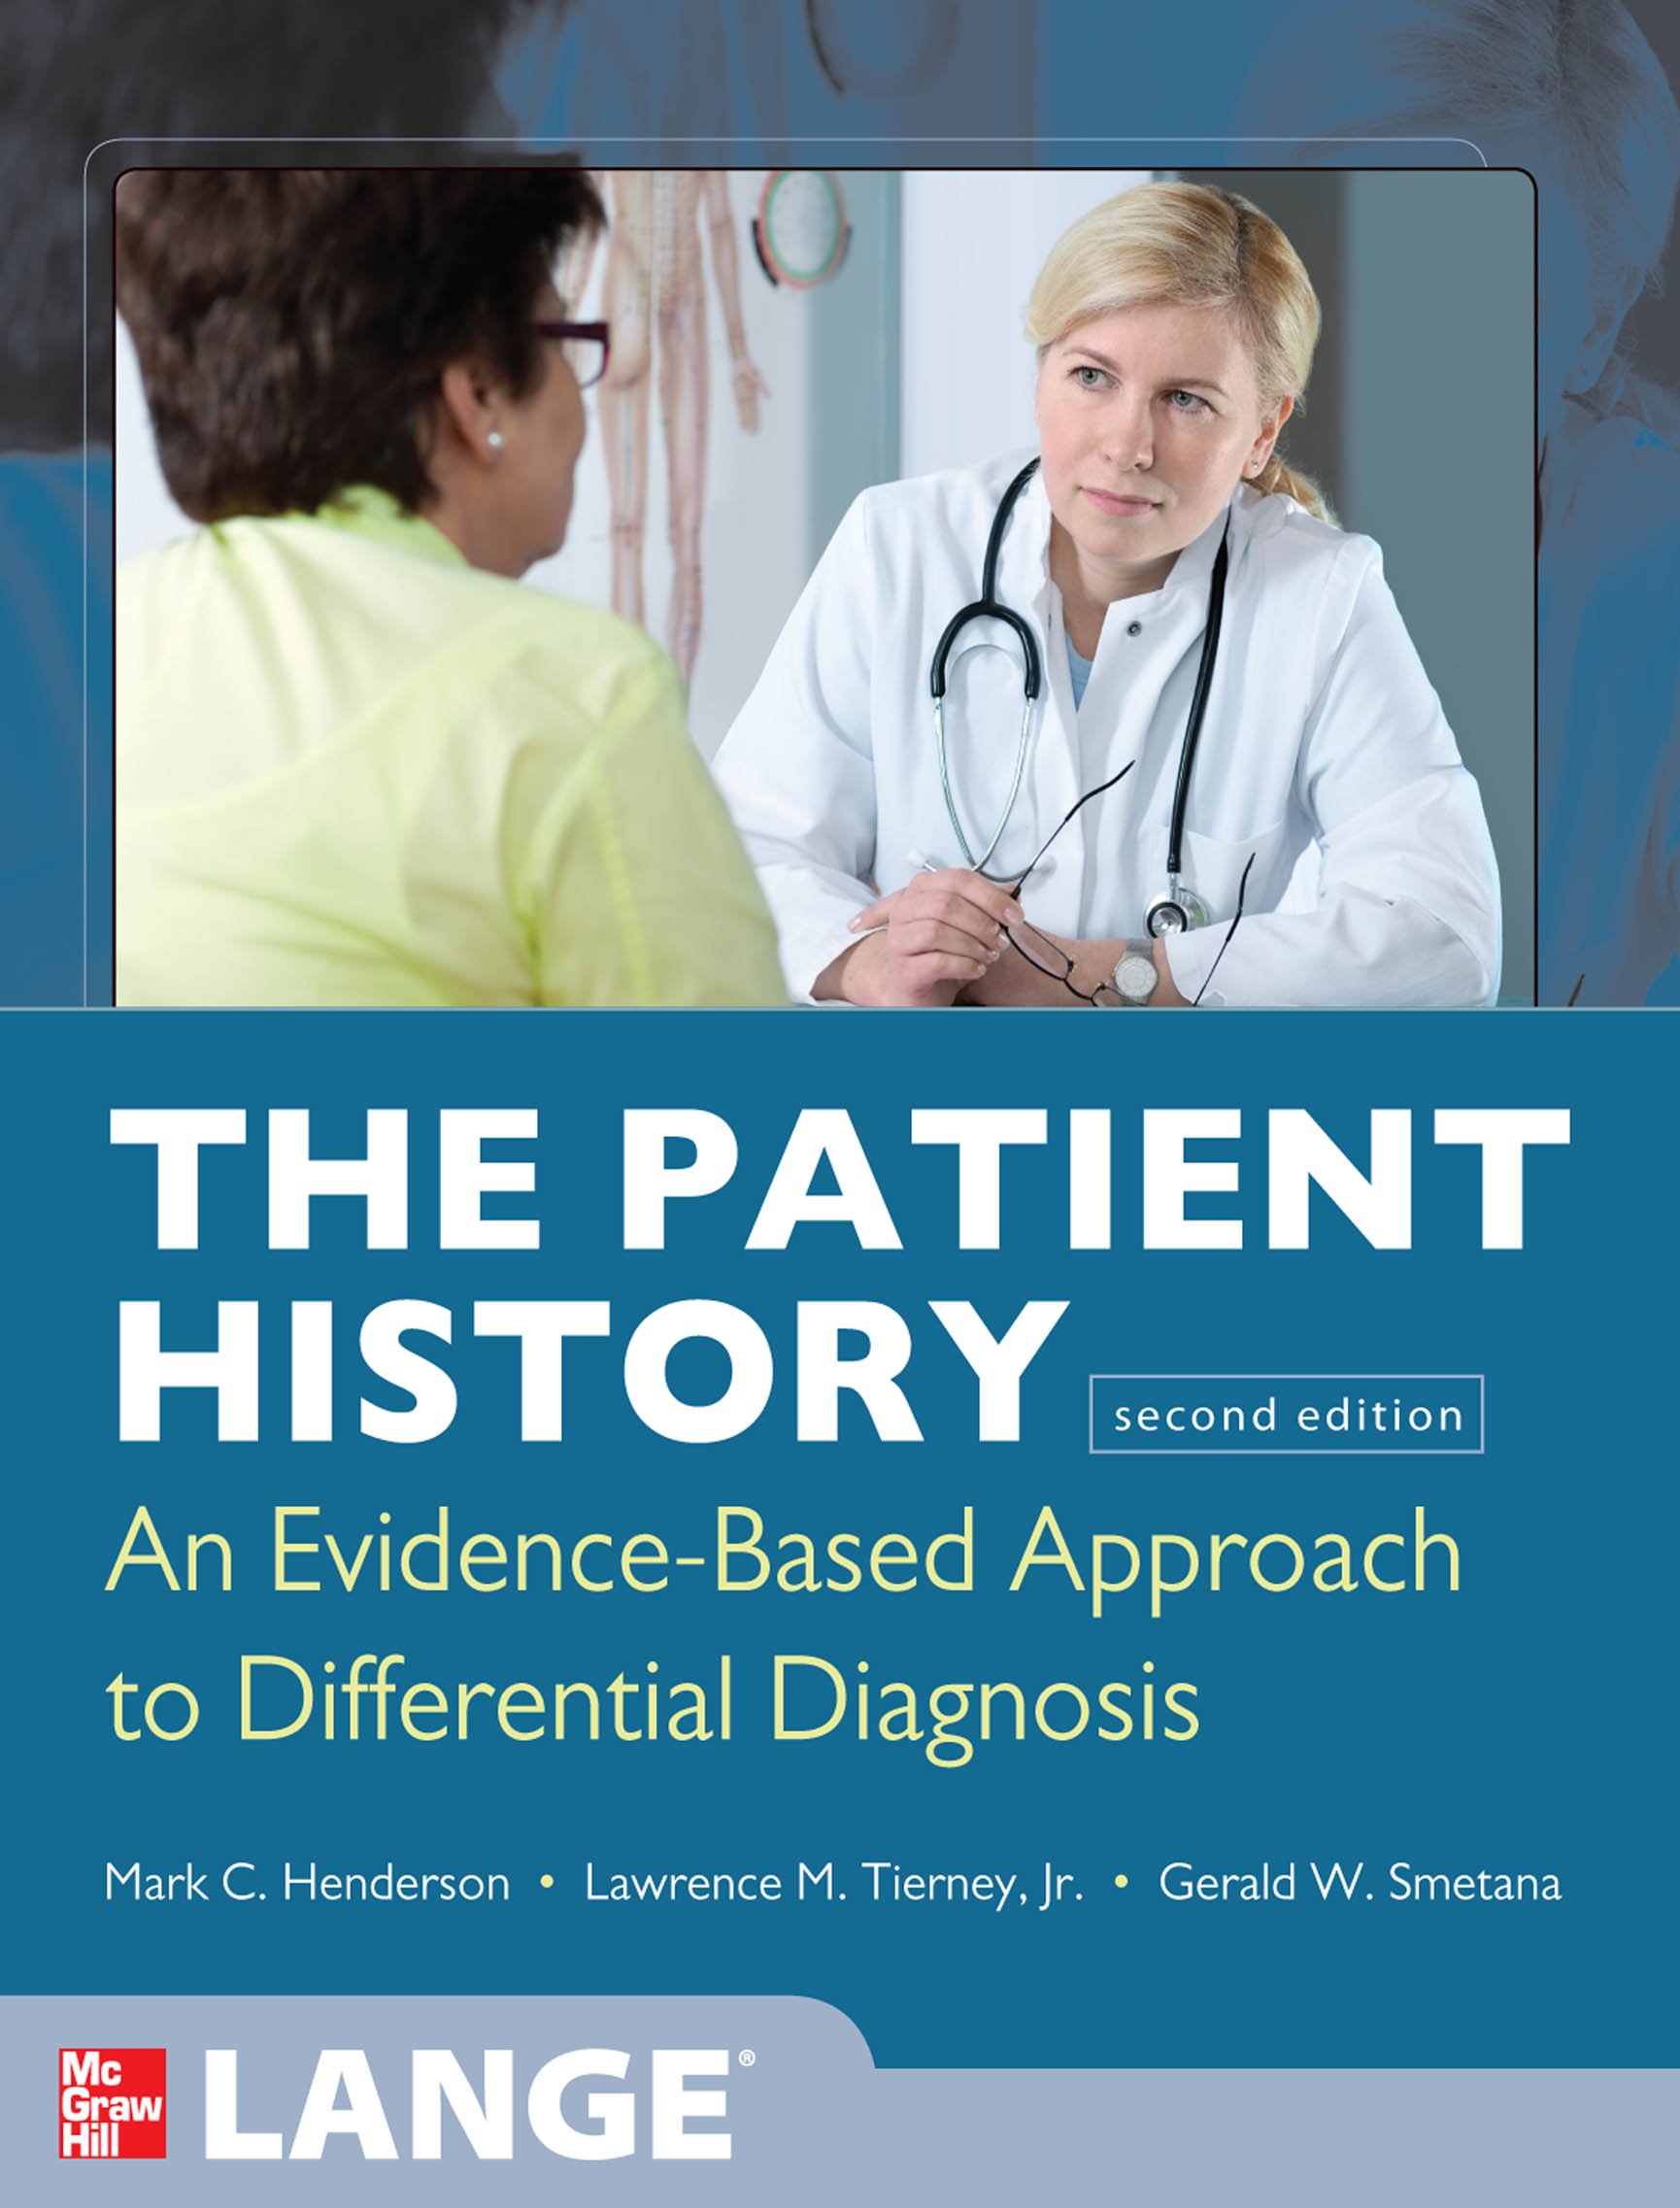 THE PATIENT
HISTORY
second edition
An Evidence-Based Approach
to Differential Diagnosis
Mark C. Henderson • Lawrence M. Tierney, Jr. • Gerald W. Smetana
Mc
Graw
Hill
LANGE®